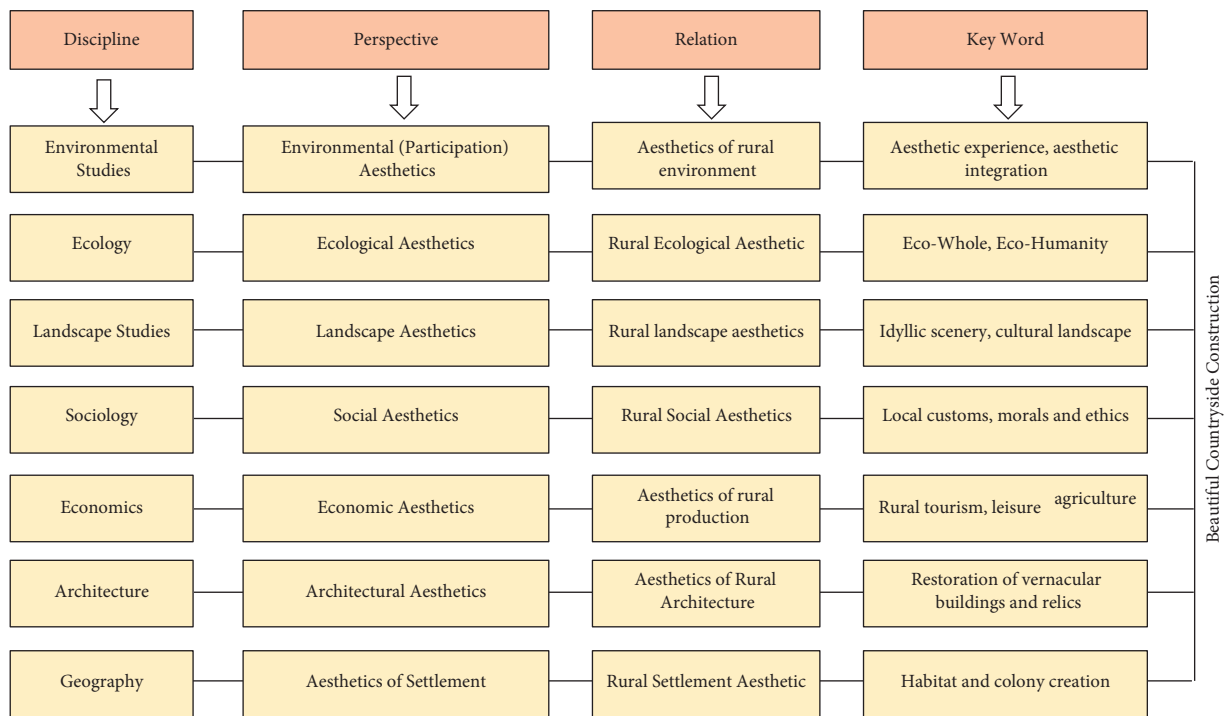 Discipline
Perspective
Relation
Key Word
Environmental
Studies
Environmental (Participation)
Aesthetics
Aesthetics of rural
environment
Aesthetic experience, aesthetic
integration
Ecology
Ecological Aesthetics
Rural Ecological Aesthetic
Eco-Whole, Eco-Humanity
Landscape Studies
Landscape Aesthetics
Rural landscape aesthetics
Idyllic scenery, cultural landscape
Sociology
Social Aesthetics
Rural Social Aesthetics
Local customs, morals and ethics
Economics
Economic Aesthetics
Aesthetics of rural
production
Rural tourism, leisure agriculture
Architecture
Architectural Aesthetics
Aesthetics of Rural
Architecture
Restoration of vernacular
buildings and relics
Geography
Aesthetics of Settlement
Rural Settlement Aesthetic
Habitat and colony creation
Beautiful Countryside Construction